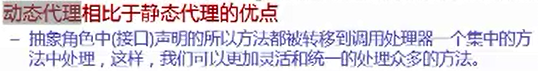 动态代理相比于静态代理的优点
– 抽象角色中(接口)声明的所以方法都被转移到调用处理器一个集中的方
法中处理，这样，我们可以更加灵活和统一的处理众多的方法。